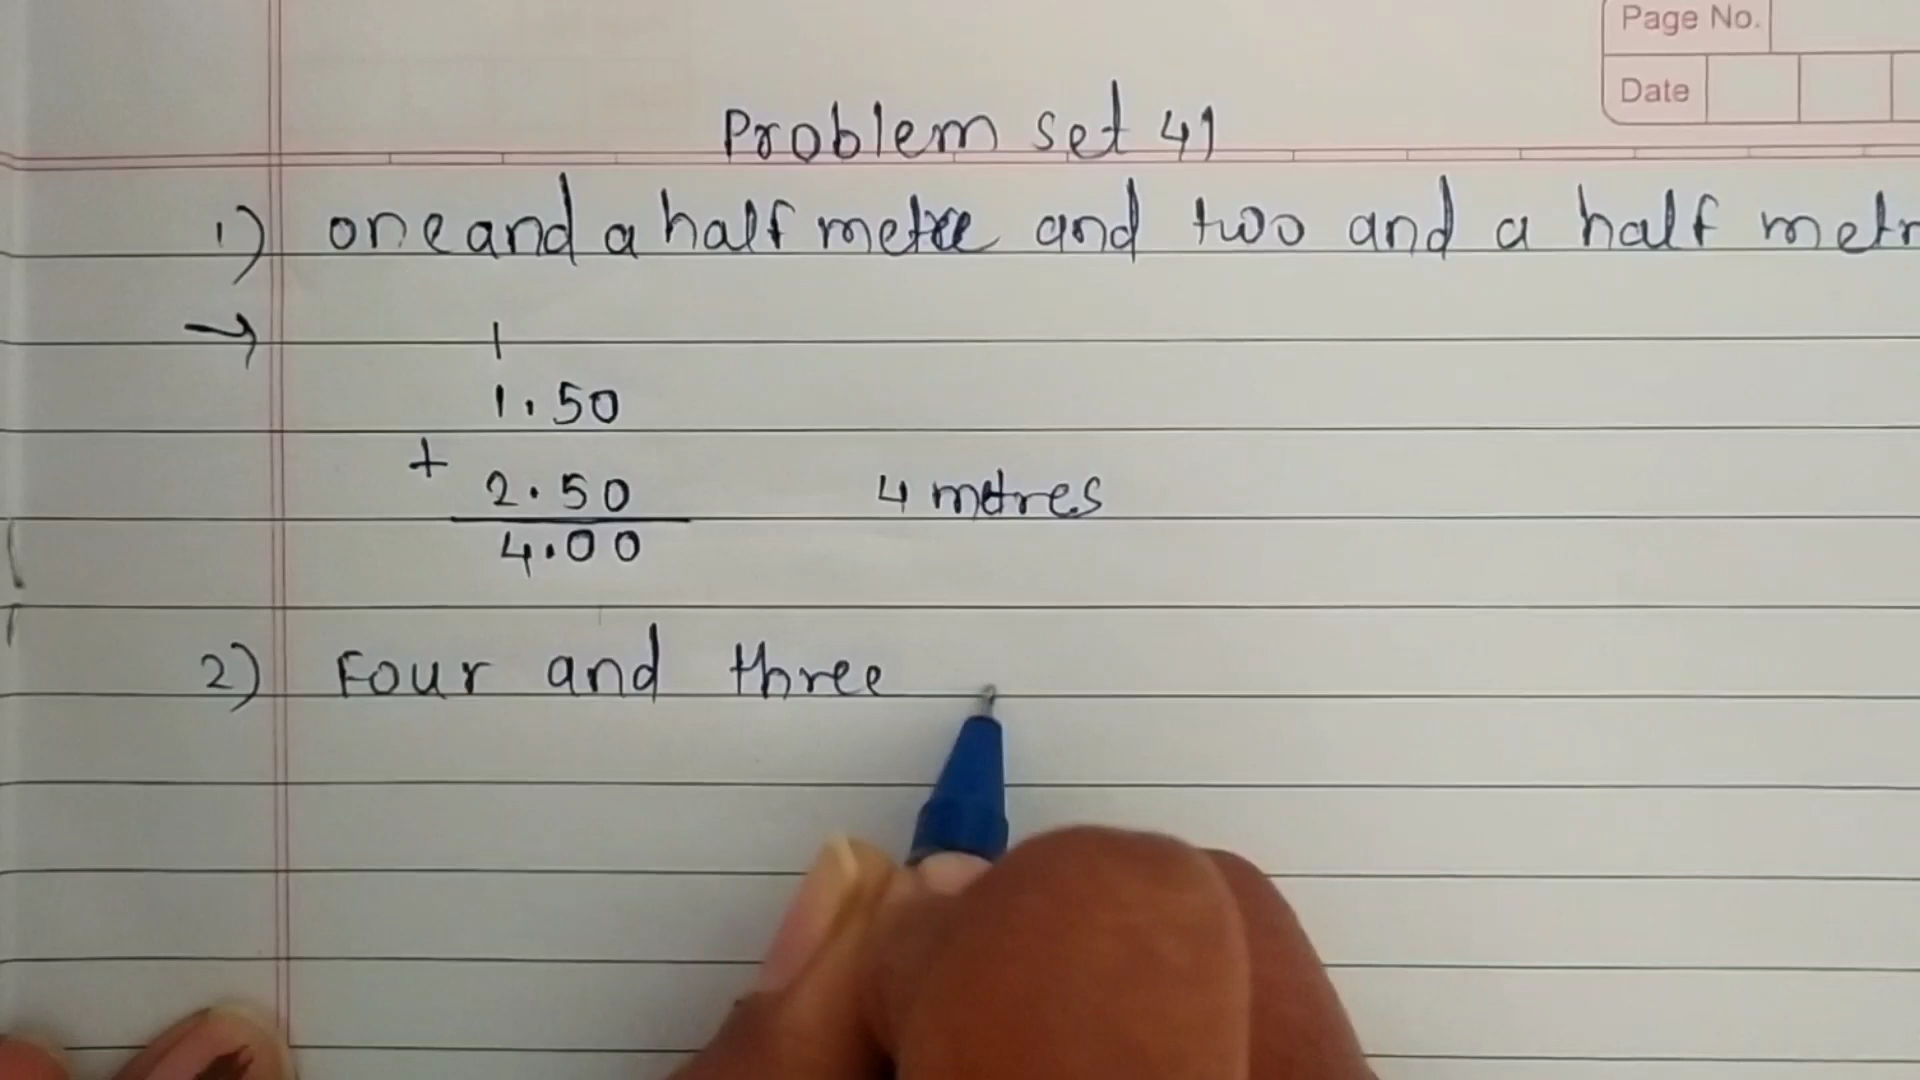 Page No.
Date
Problem set 41
1) one and a half metre and two and a half metr
→
1
1.50
+
2.50
4 metres
4.00
2) Four and three